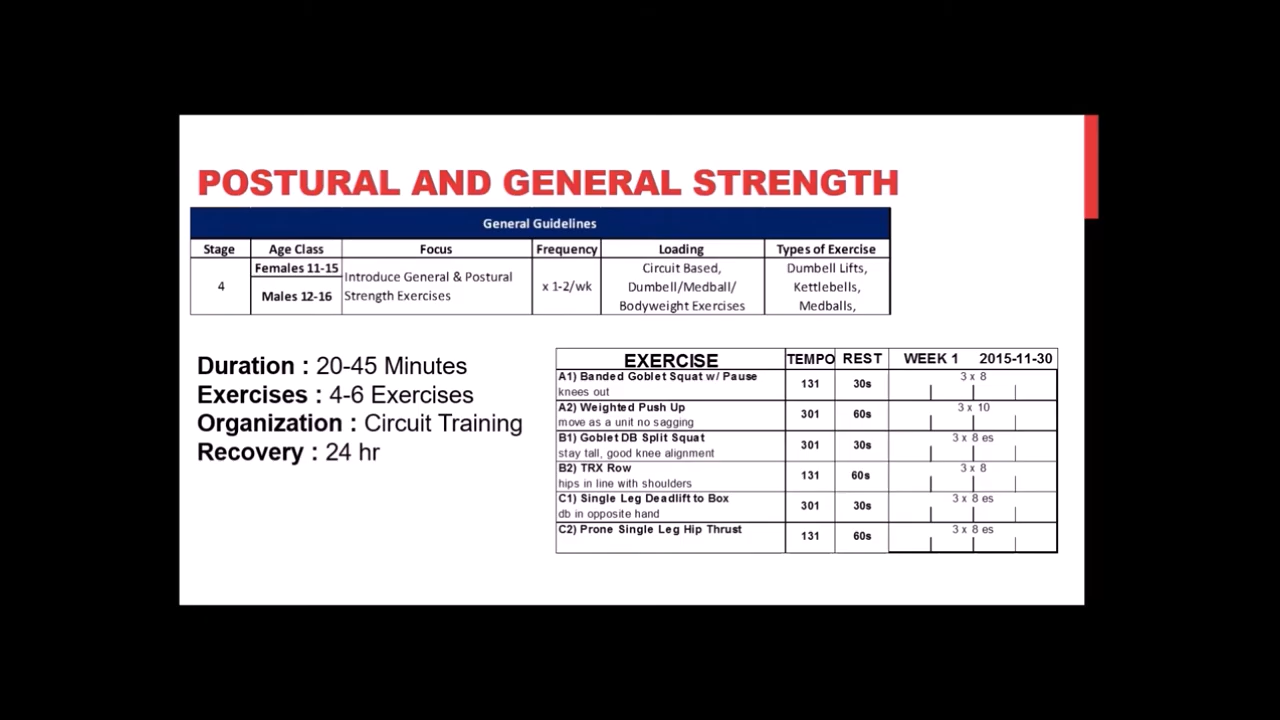 POSTURAL AND GENERAL STRENGTH
General Guidelines
Stage Age Class Focus Frequency Loading Types of Exercise
4 Females 11-15 Males 12-16 Introduce General & Postural Strength Exercises x 1-2/wk Circuit Based, Dumbell/Medball/ Bodyweight Exercises Dumbell Lifts, Kettlebells, Medballs,
Duration : 20-45 Minutes
Exercises : 4-6 Exercises
Organization : Circuit Training
Recovery : 24 hr
EXERCISE TEMPO REST WEEK 1 2015-11-30
A1) Banded Goblet Squat w/ Pause 131 30s 3 x 8
knees out
A2) Weighted Push Up 301 60s 3 x 10
move as a unit no sagging
B1) Goblet DB Split Squat 301 30s 3 x 8 es
stay tall, good knee alignment
B2) TRX Row 131 60s 3 x 8
hips in line with shoulders
C1) Single Leg Deadlift to Box 301 30s 3 x 8 es
db in opposite hand
C2) Prone Single Leg Hip Thrust 131 60s 3 x 8 es